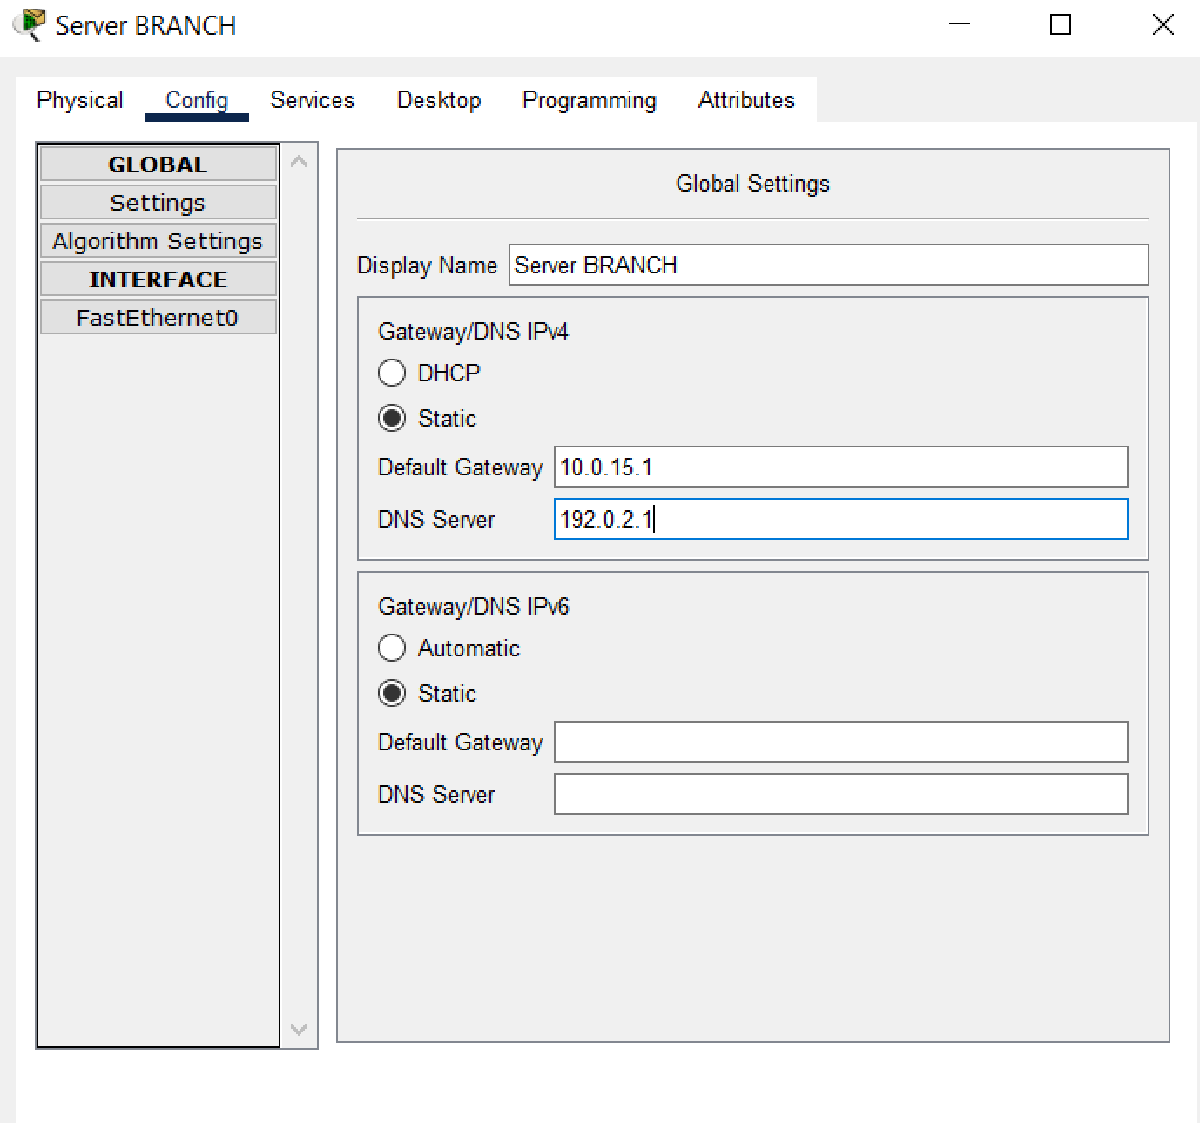 Server BRANCH
Physical Config Services Desktop Programming Attributes
GLOBAL
Settings
Algorithm Settings
INTERFACE
FastEthernet0
Global Settings
Display Name Server BRANCH
Gateway/DNS IPv4
DHCP
Static
Default Gateway 10.0.15.1
DNS Server 192.0.2.1
Gateway/DNS IPv6
Automatic
Static
Default Gateway
DNS Server